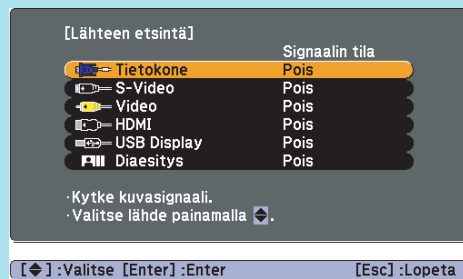 [Lähteen etsintä]
Signaalin tila
Tietokone Pois
S-Video Pois
Video Pois
HDMI Pois
USB Display Pois
Diaesitys Pois
·Kytke kuvasignaali.
·Valitse lähde painamalla .
[ ] :Valitse [Enter] :Enter [Esc] :Lopeta